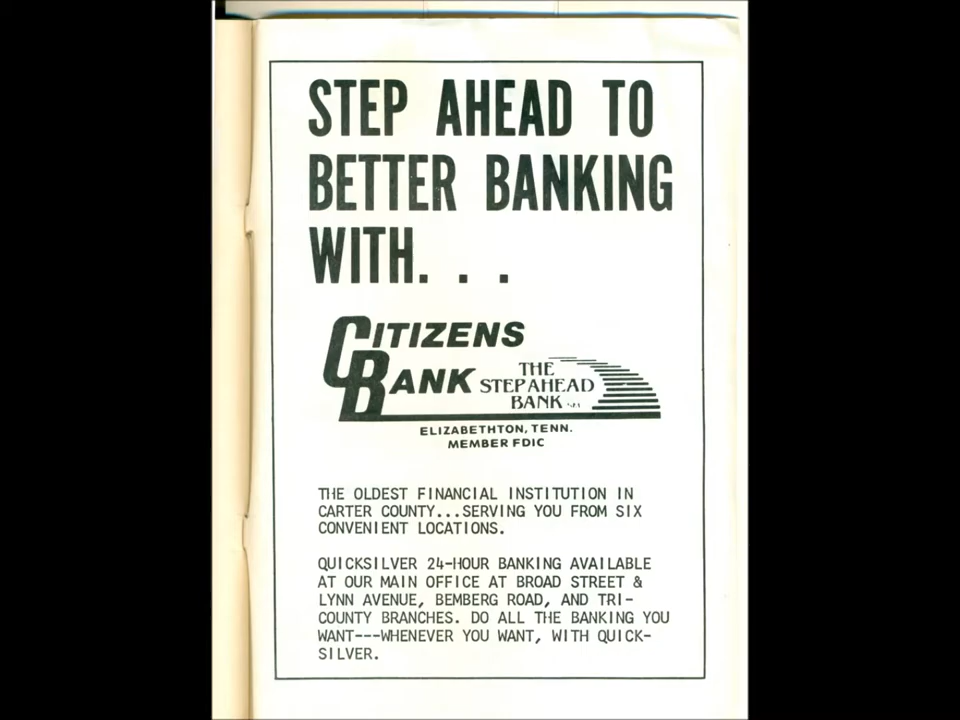 STEP AHEAD TO
BETTER BANKING
WITH. . .
CITIZENS
BANK
THE
STEPAHEAD
BANK
ELIZABETHTON, TENN.
MEMBER FDIC
THE OLDEST FINANCIAL INSTITUTION IN
CARTER COUNTY...SERVING YOU FROM SIX
CONVENIENT LOCATIONS.
QUICKSILVER 24-HOUR BANKING AVAILABLE
AT OUR MAIN OFFICE AT BROAD STREET &
LYNN AVENUE, BEMBERG ROAD, AND TRI-
COUNTY BRANCHES. DO ALL THE BANKING YOU
WANT---WHENEVER YOU WANT, WITH QUICK-
SILVER.